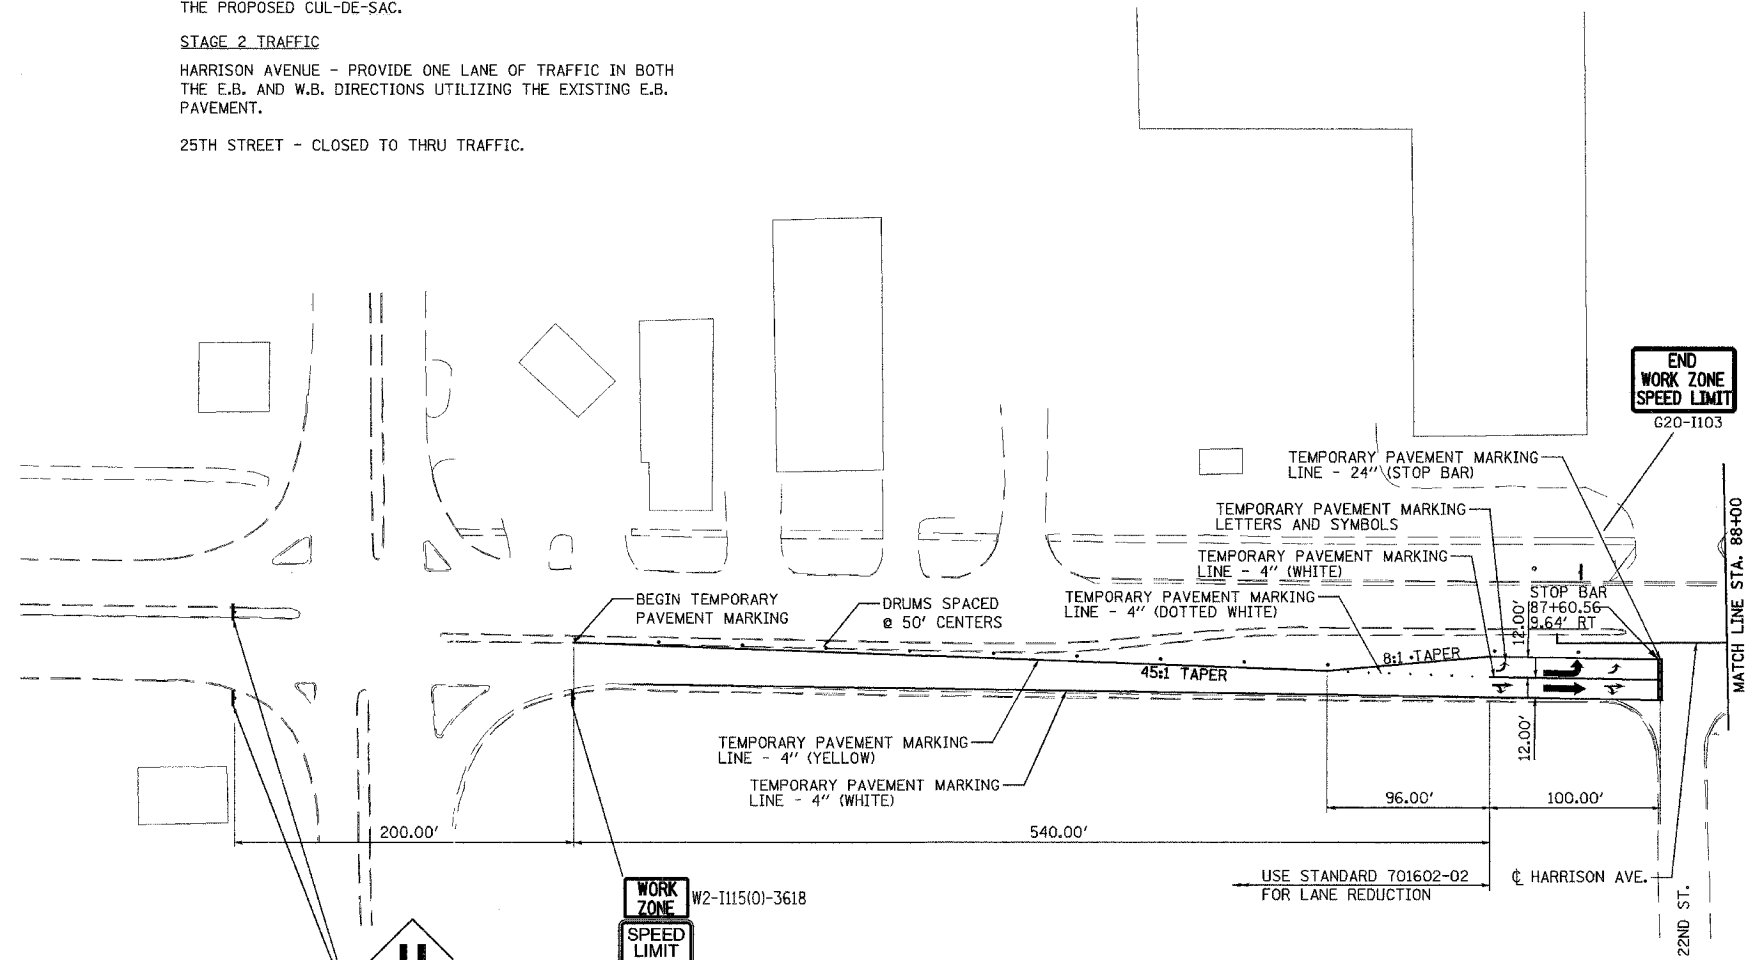 THE PROPOSED CUL-DE-SAC.
STAGE 2 TRAFFIC
HARRISON AVENUE - PROVIDE ONE LANE OF TRAFFIC IN BOTH
THE E.B. AND W.B. DIRECTIONS UTILIZING THE EXISTING E.B.
PAVEMENT.
25TH STREET - CLOSED TO THRU TRAFFIC.
END
WORK ZONE
SPEED LIMIT
G20-I103
TEMPORARY PAVEMENT MARKING
LINE - 24" (STOP BAR)
TEMPORARY PAVEMENT MARKING
LETTERS AND SYMBOLS
TEMPORARY PAVEMENT MARKING
LINE - 4" (WHITE)
TEMPORARY PAVEMENT MARKING
LINE - 4" (DOTTED WHITE)
BEGIN TEMPORARY
PAVEMENT MARKING
DRUMS SPACED
@ 50' CENTERS
STOP BAR
87+60.56
9.64' RT
12.00'
MATCH LINE STA. 88+00
8:1 TAPER
45:1 TAPER
12.00'
TEMPORARY PAVEMENT MARKING
LINE - 4" (YELLOW)
TEMPORARY PAVEMENT MARKING
LINE - 4" (WHITE)
96.00'
100.00'
200.00'
540.00'
USE STANDARD 701602-02
FOR LANE REDUCTION
℄ HARRISON AVE.
22ND ST.
WORK
ZONE
W2-I115(0)-3618
SPEED
LIMIT